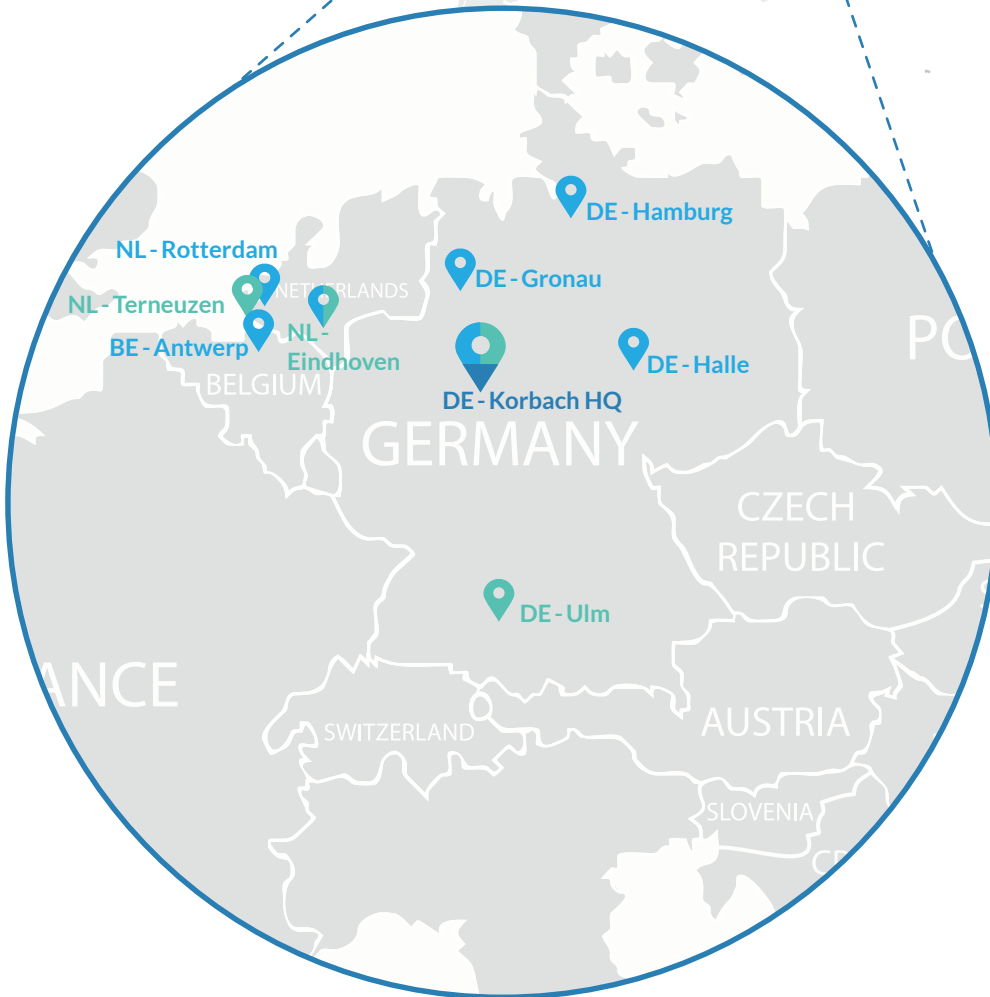 DE - Hamburg
NL - Rotterdam
DE - Gronau
NETHERLANDS
NL - Terneuzen
NL -
Eindhoven
BE - Antwerp
DE - Halle
BELGIUM
DE - Korbach HQ
PO
GERMANY
CZECH
REPUBLIC
DE - Ulm
ANCE
SWITZERLAND
AUSTRIA
SLOVENIA